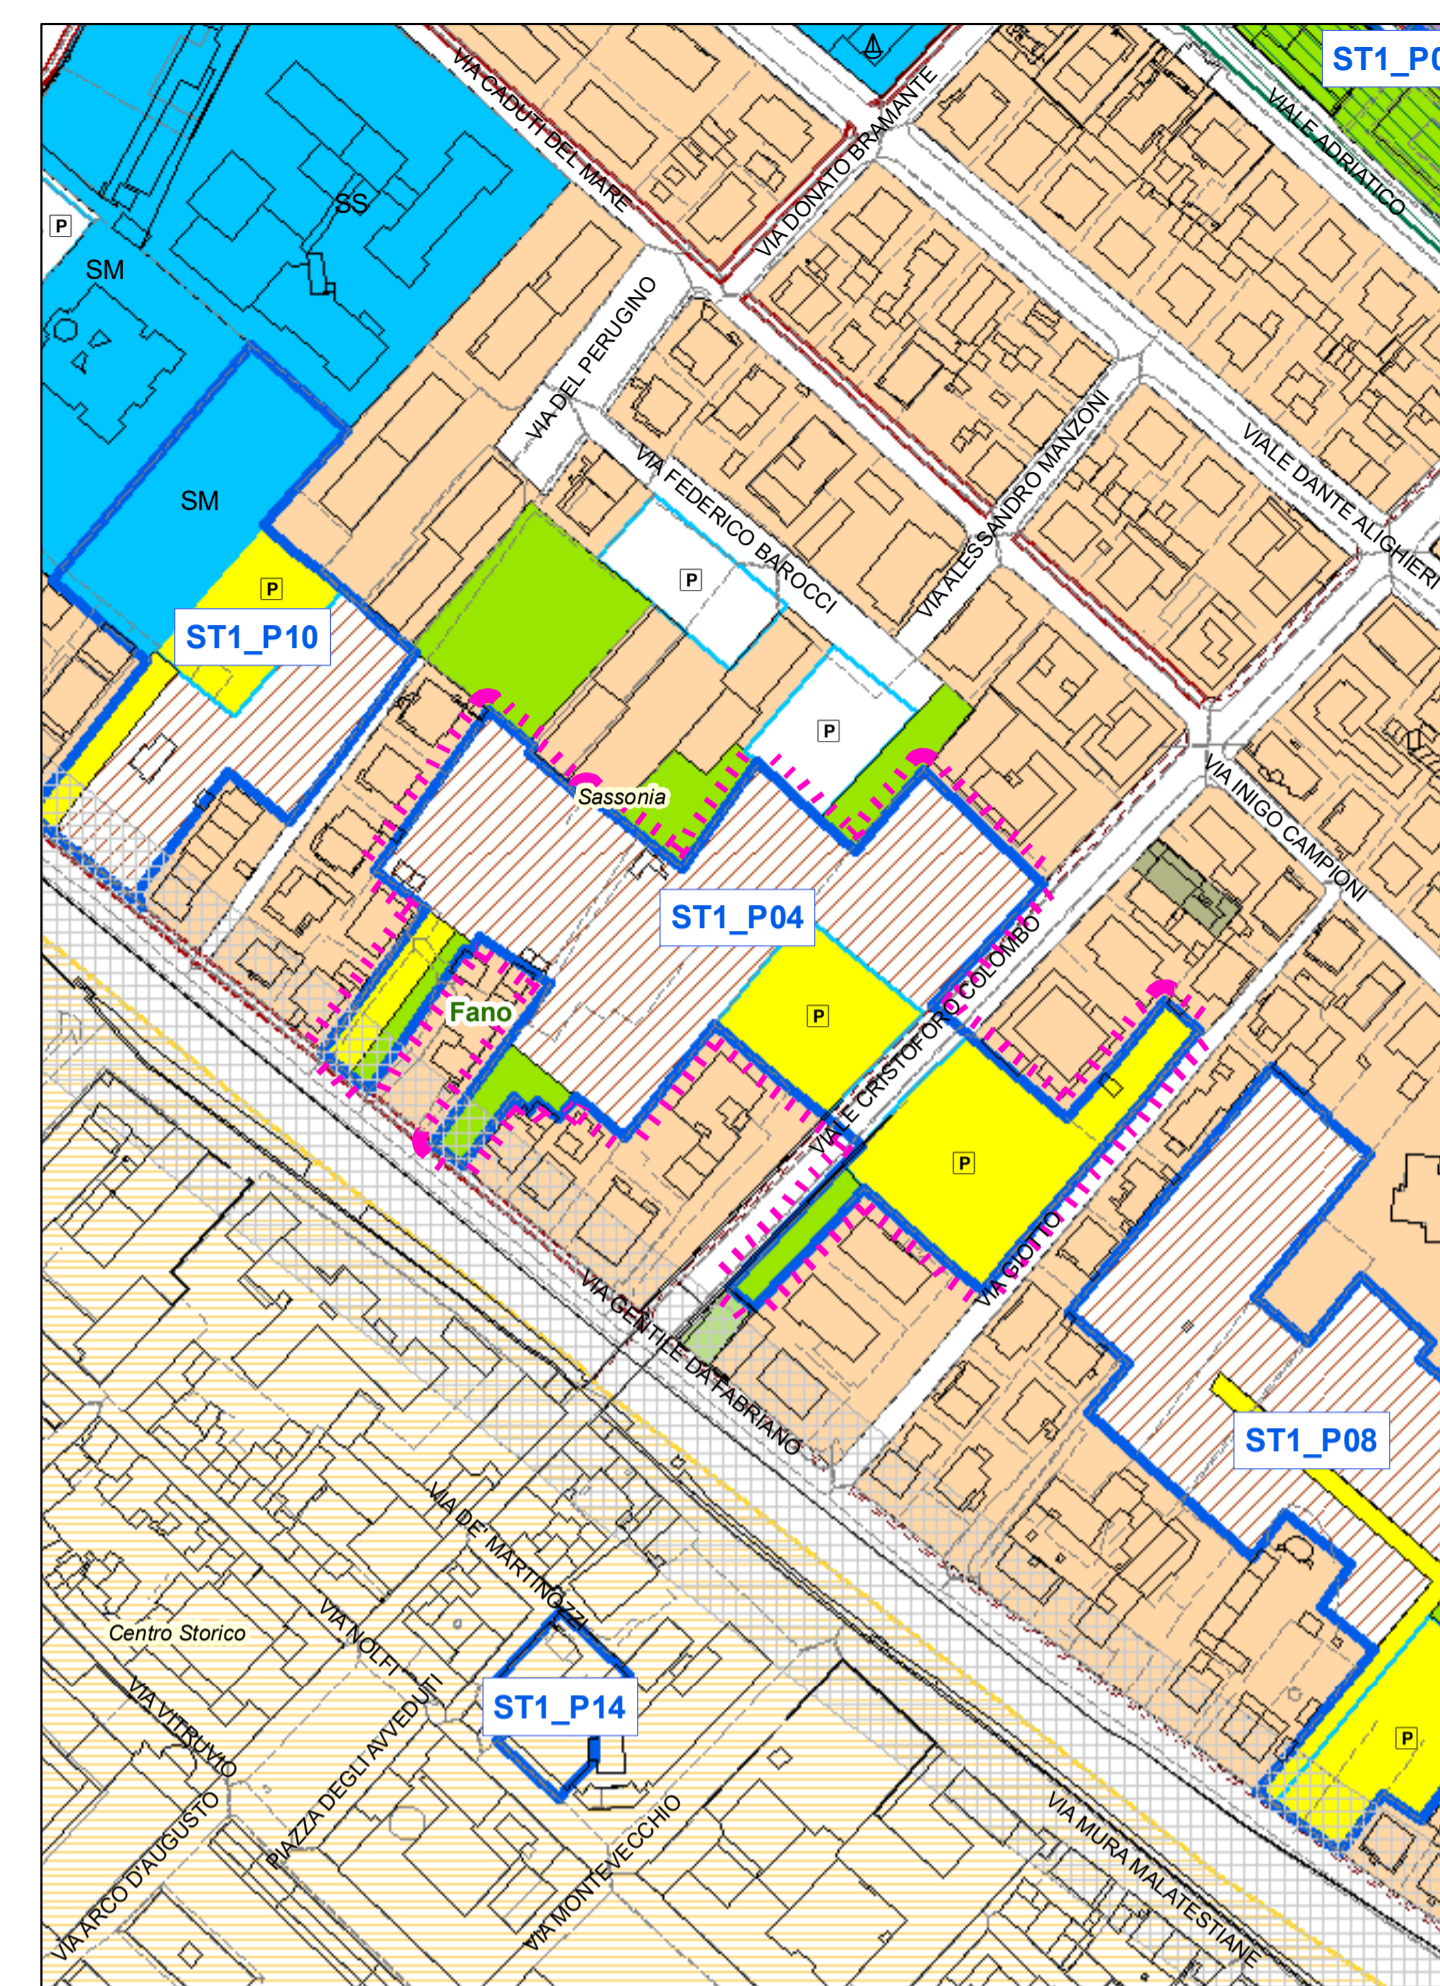 ST1_P0
VIA CADUTI DEL MARE
VIA DONATO BRAMANTE
VIALE ADRIATICO
SS
P
SM
VIA DEL PERUGINO
VIA FEDERICO BAROCCI
VIA ALESSANDRO MANZONI
VIALE DANTE ALIGHIERI
SM
P
P
ST1_P10
P
VIA INIGO CAMPIONI
Sassonia
ST1_P04
Fano
P
VIALE CRISTOFORO COLOMBO
P
VIA GIOTTO
VIA GENTILE DA FABRIANO
ST1_P08
VIA DE' MARTINOZZI
Centro Storico
VIA NOLFI
ST1_P14
VIA VITRUVIO
PIAZZA DEGLI AVVEDUTI
P
VIA ARCO D'AUGUSTO
VIA MONTEVECCHIO
VIA MURA MALATESTIANE